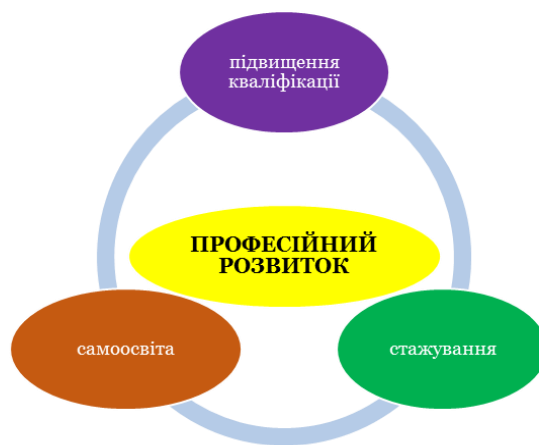 підвищення
кваліфікації
ПРОФЕСІЙНИЙ
РОЗВИТОК
самоосвіта
стажування